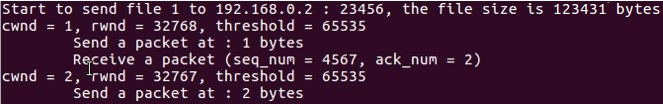 Start to send file 1 to 192.168.0.2 : 23456, the file size is 123431 bytes
cwnd = 1, rwnd = 32768, threshold = 65535
Send a packet at : 1 bytes
Receive a packet (seq_num = 4567, ack_num = 2)
cwnd = 2, rwnd = 32767, threshold = 65535
Send a packet at : 2 bytes